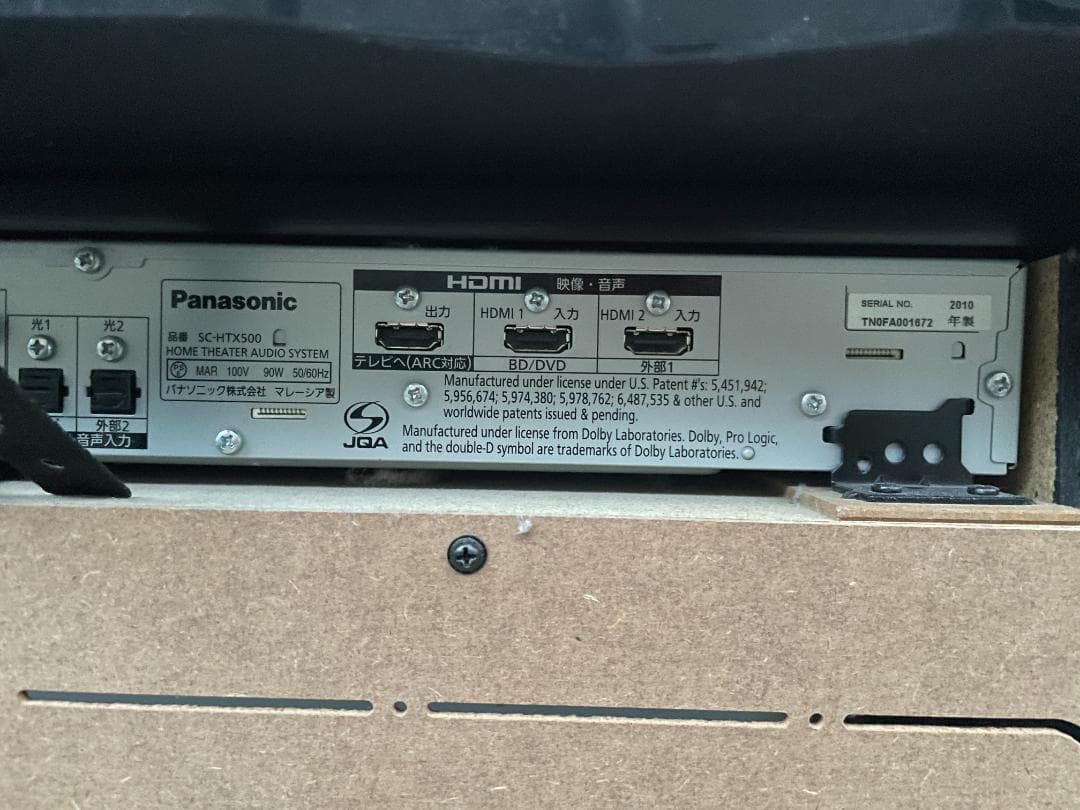 光1
光2
外部2
音声入力
Panasonic
品番 SC-HTX500
HOME THEATER AUDIO SYSTEM
PS E MAR 100V 90W 50/60Hz
パナソニック株式会社 マレーシア製
HDMI 映像・音声
出力
HDMI 1 入力
HDMI 2 入力
テレビへ(ARC対応)
BD/DVD
外部1
JQA
Manufactured under license under U.S. Patent #'s: 5,451,942;
5,956,674; 5,974,380; 5,978,762; 6,487,535 & other U.S. and
worldwide patents issued & pending.
Manufactured under license from Dolby Laboratories. Dolby, Pro Logic,
and the double-D symbol are trademarks of Dolby Laboratories.
SERIAL NO. 2010
TN0FA001672 年製